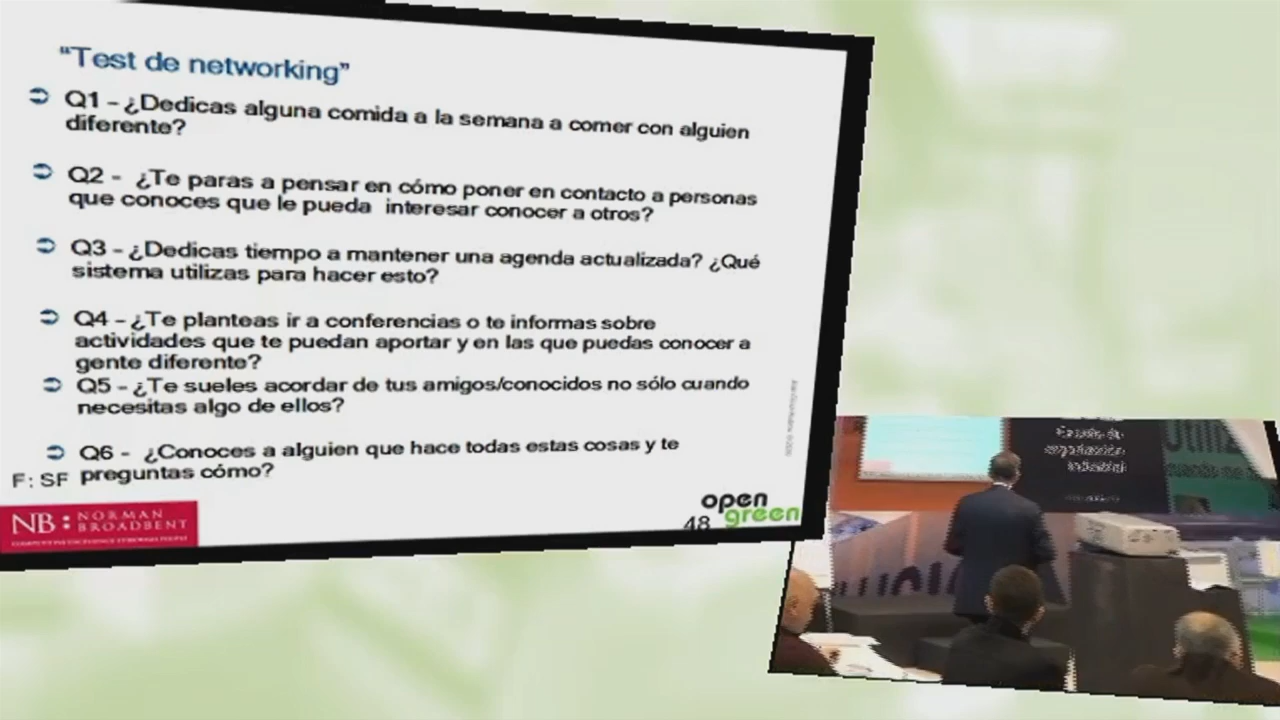 “Test de networking”
Q1 – ¿Dedicas alguna comida a la semana a comer con alguien
diferente?
Q2 - ¿Te paras a pensar en cómo poner en contacto a personas
que conoces que le pueda interesar conocer a otros?
Q3 – ¿Dedicas tiempo a mantener una agenda actualizada? ¿Qué
sistema utilizas para hacer esto?
Q4 – ¿Te planteas ir a conferencias o te informas sobre
actividades que te puedan aportar y en las que puedas conocer a
gente diferente?
Q5 - ¿Te sueles acordar de tus amigos/conocidos no sólo cuando
necesitas algo de ellos?
Q6 - ¿Conoces a alguien que hace todas estas cosas y te
preguntas cómo?
F: SF
NB: NORMAN
BROADBENT
48
open
green
organización
industrial